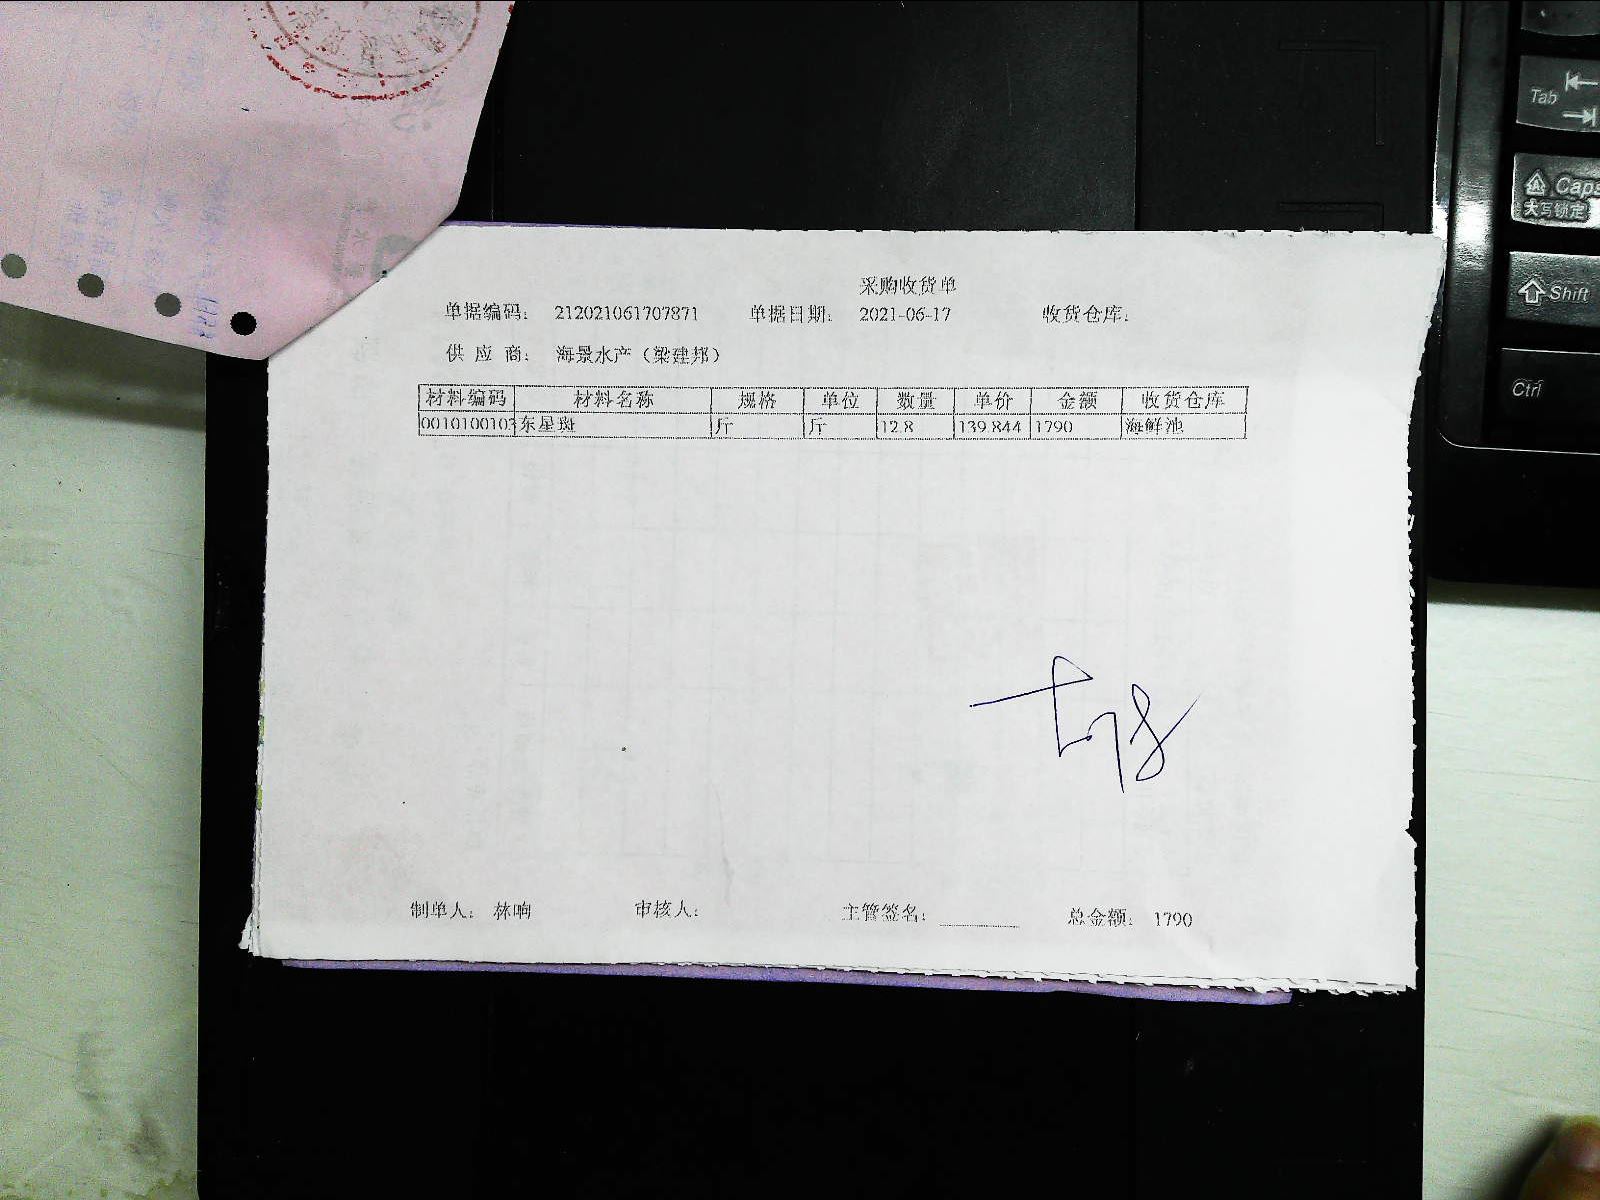 采购收货单
单据编码: 212021061707871 单据日期: 2021-06-17 收货仓库:
供 应 商: 海景水产（梁建邦）
材料编码 材料名称 规格 单位 数量 单价 金额 收货仓库
0010100103 东星斑 斤 斤 12.8 139.844 1790 海鲜池
制单人: 林响 审核人: 主管签名: 总金额: 1790
Tab
Caps
大写锁定
Shift
Ctrl